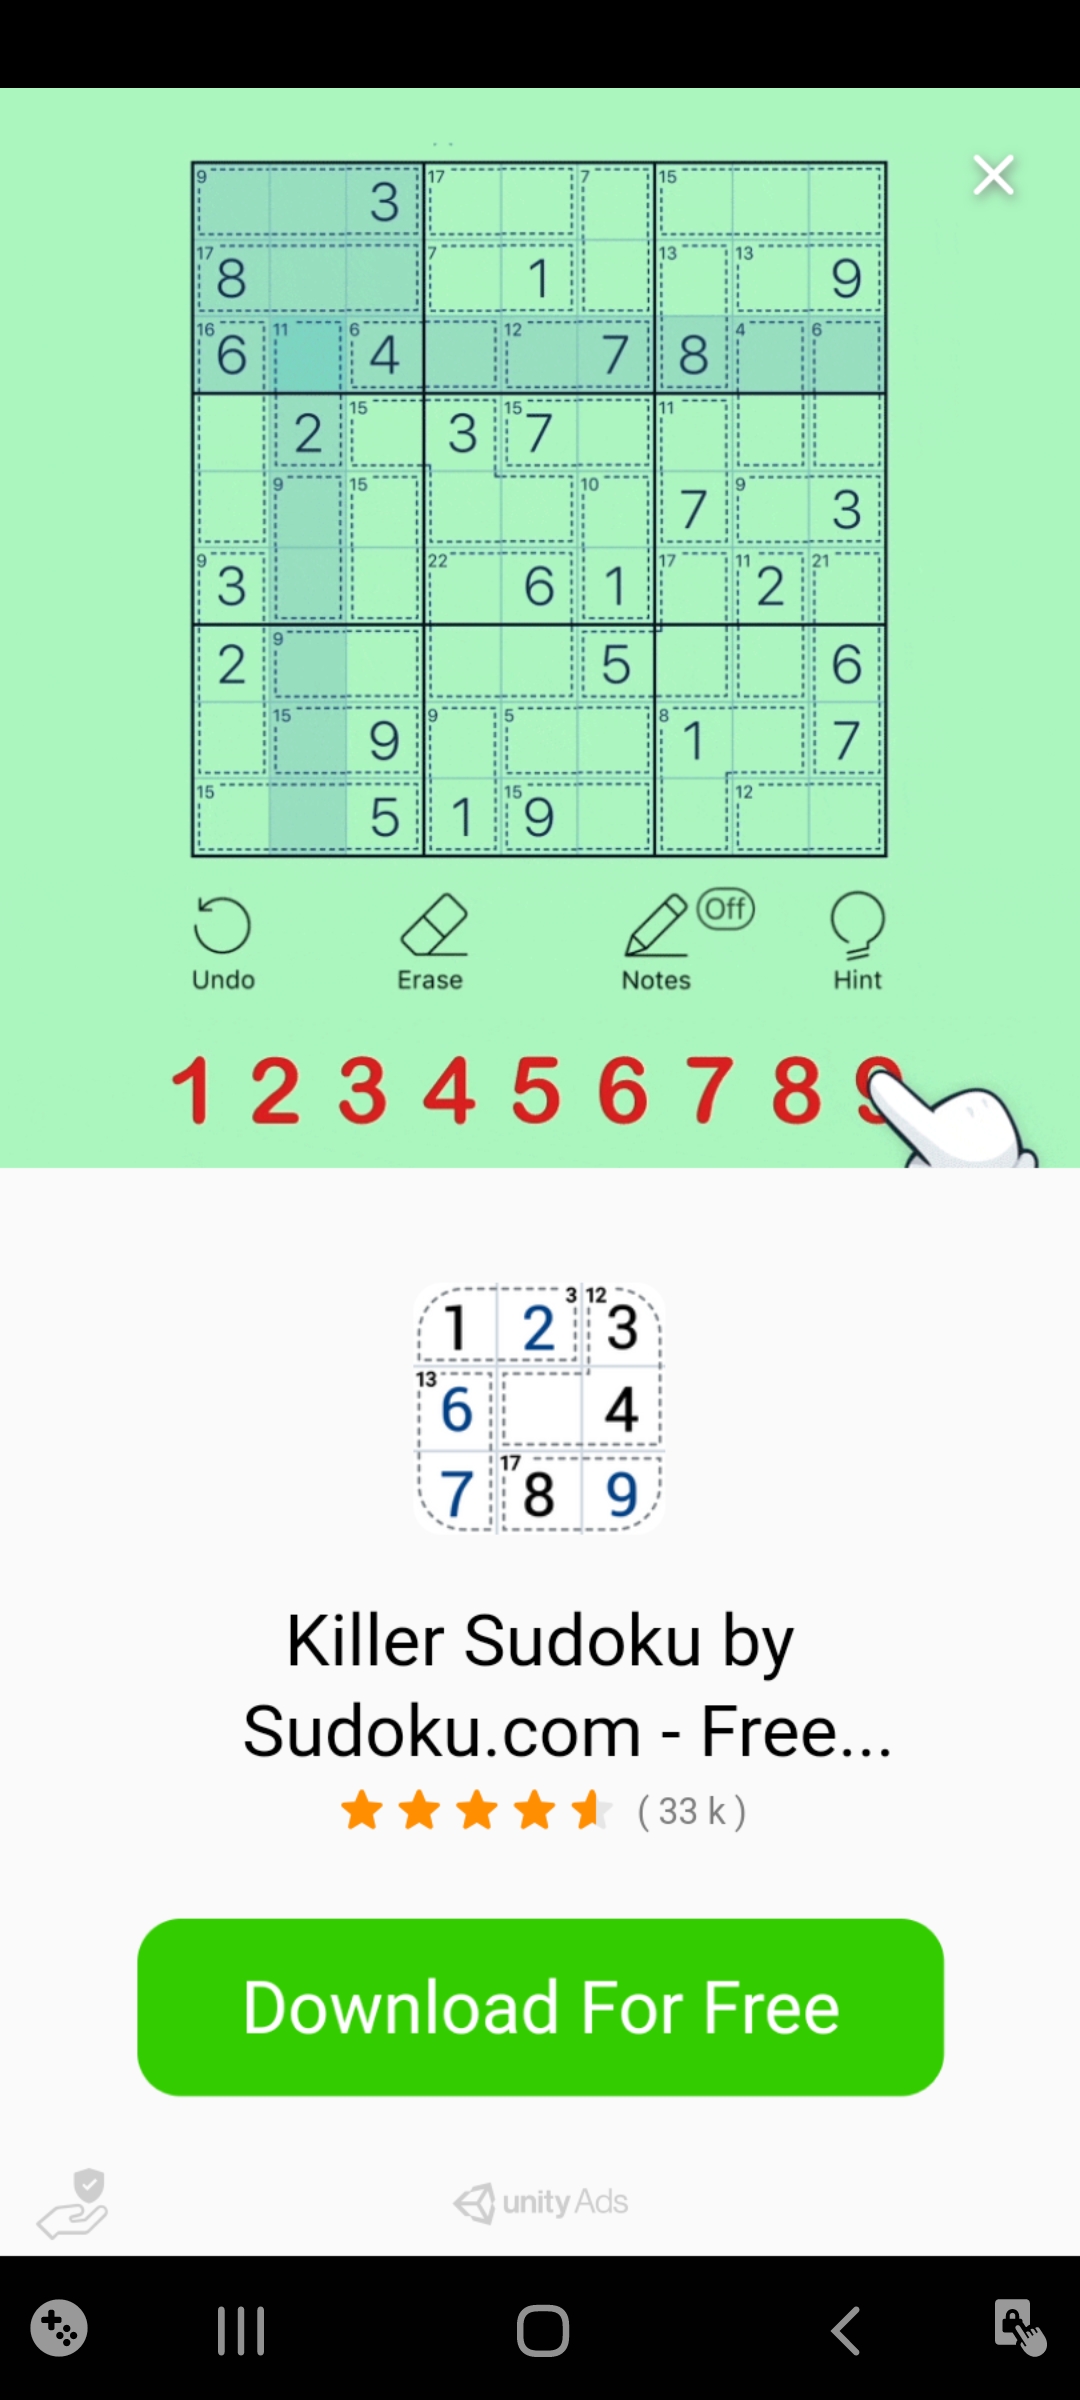 9 3 17 7 15
17 8 7 1 13 13 9
16 6 11 6 4 12 7 8 4 6
2 15 3 15 7 11
9 15 10 7 9 3
9 3 22 6 1 17 11 2 21
2 9 5 6
15 9 9 5 8 1 7
15 5 1 15 9 12
Off
Undo Erase Notes Hint
1 2 3 4 5 6 7 8 9
1 2 3 12 3
13 6 4
7 17 8 9
Killer Sudoku by
Sudoku.com - Free...
( 33 k )
Download For Free
unity Ads